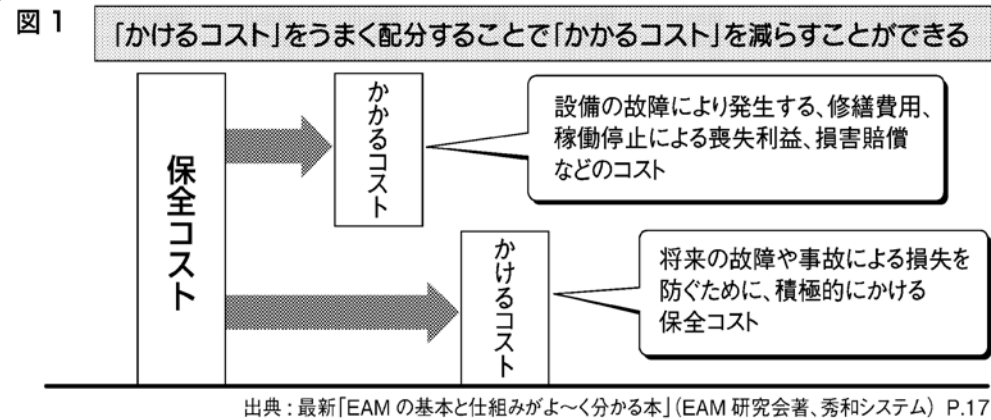 図1
「かけるコスト」をうまく配分することで「かかるコスト」を減らすことができる
保全コスト
かかるコスト
設備の故障により発生する、修繕費用、
稼働停止による喪失利益、損害賠償
などのコスト
かけるコスト
将来の故障や事故による損失を
防ぐために、積極的にかける
保全コスト
出典:最新「EAMの基本と仕組みがよ~く分かる本」(EAM研究会著、秀和システム) P.17